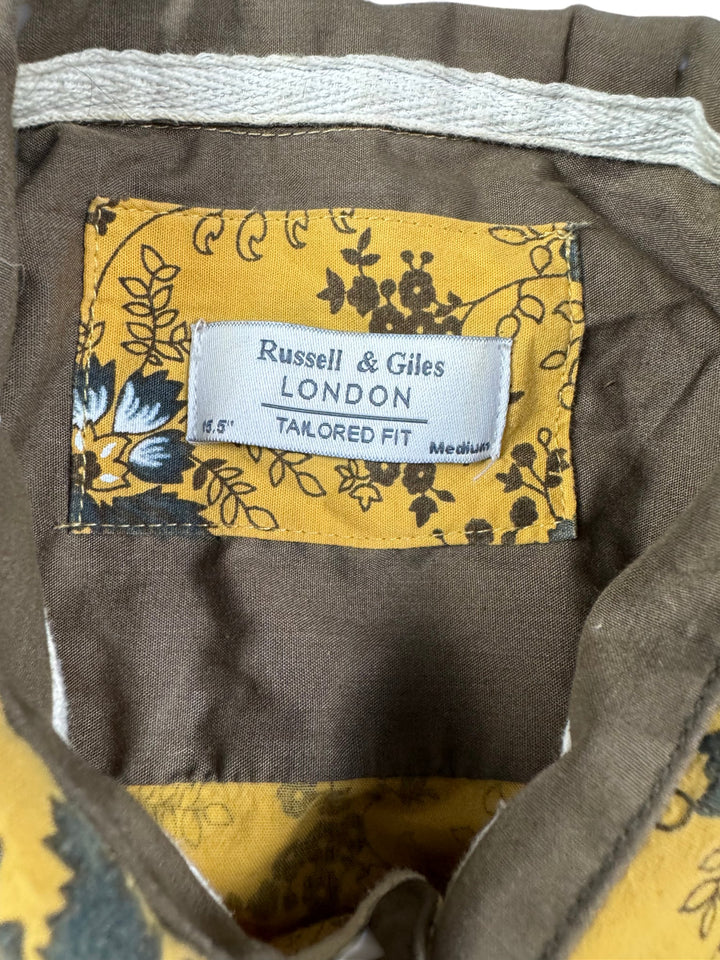 Russell & Giles
LONDON
TAILORED FIT
15.5" Medium